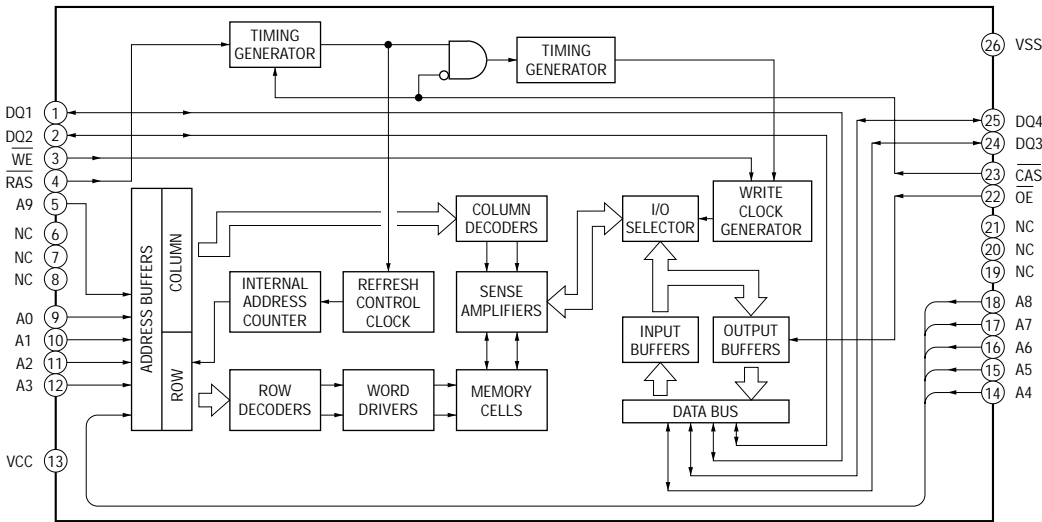 TIMING
GENERATOR
TIMING
GENERATOR
26 VSS
DQ1 1
DQ2 2
WE 3
RAS 4
A9 5
NC 6
NC 7
NC 8
A0 9
A1 10
A2 11
A3 12
VCC 13
25 DQ4
24 DQ3
23 CAS
22 OE
21 NC
20 NC
19 NC
18 A8
17 A7
16 A6
15 A5
14 A4
ADDRESS BUFFERS
COLUMN
ROW
COLUMN
DECODERS
I/O
SELECTOR
WRITE
CLOCK
GENERATOR
INTERNAL
ADDRESS
COUNTER
REFRESH
CONTROL
CLOCK
SENSE
AMPLIFIERS
INPUT
BUFFERS
OUTPUT
BUFFERS
ROW
DECODERS
WORD
DRIVERS
MEMORY
CELLS
DATA BUS